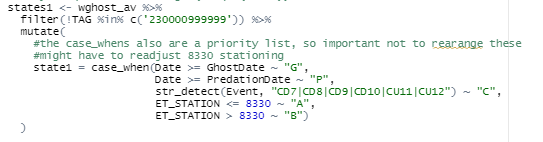 states1 <- wghost_av %>%
filter(!TAG %in% c('230000999999')) %>%
mutate(
#the case_whens also are a priority list, so important not to rearange these
#might have to readjust 8330 stationing
state1 = case_when(Date >= GhostDate ~ "G",
Date >= PredationDate ~ "P",
str_detect(Event, "CD7|CD8|CD9|CD10|CU11|CU12") ~ "C",
ET_STATION <= 8330 ~ "A",
ET_STATION > 8330 ~ "B")
)